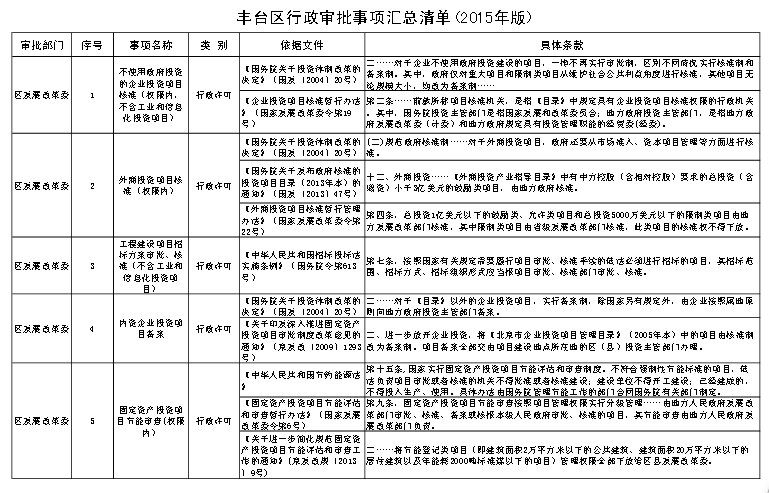 丰台区行政审批事项汇总清单(2015年版)
审批部门 序号 事项名称 类 别 依据文件 具体条款
区发展改革委 1 不使用政府投资的企业投资项目核准（权限内，不含工业和信息化投资项目） 行政许可
《国务院关于投资体制改革的决定》（国发〔2004〕20号）
二……对于企业不使用政府投资建设的项目，一律不再实行审批制，区别不同情况实行核准制和备案制。其中，政府仅对重大项目和限制类项目从维护社会公共利益角度进行核准，其他项目无论规模大小，均改为备案制……
《企业投资项目核准暂行办法》（国家发展改革委令第19号）
第二条……前款所称项目核准机关，是指《目录》中规定具有企业投资项目核准权限的行政机关。其中，国务院投资主管部门是指国家发展和改革委员会；地方政府投资主管部门，是指地方政府发展改革委（计委）和地方政府规定具有投资管理职能的经贸委(经委)。
区发展改革委 2 外商投资项目核准（权限内） 行政许可
《国务院关于投资体制改革的决定》（国发〔2004〕20号）
(二)规范政府核准制……对于外商投资项目，政府还要从市场准入、资本项目管理等方面进行核准。
《国务院关于发布政府核准的投资项目目录（2013年本）的通知》（国发〔2013〕47号）
十二、外商投资……《外商投资产业指导目录》中有中方控股（含相对控股）要求的总投资（含增资）小于3亿美元的鼓励类项目，由地方政府核准。
《外商投资项目核准暂行管理办法》（国家发展改革委令第22号）
第四条，总投资1亿美元以下的鼓励类、允许类项目和总投资5000万美元以下的限制类项目由地方发展改革部门核准，其中限制类项目由省级发展改革部门核准，此类项目的核准权不得下放。
区发展改革委 3 工程建设项目招标方案审批、核准（不含工业和信息化投资项目） 行政许可
《中华人民共和国招标投标法实施条例》（国务院令第613号）
第七条，按照国家有关规定需要履行项目审批、核准手续的依法必须进行招标的项目，其招标范围、招标方式、招标组织形式应当报项目审批、核准部门审批、核准。
区发展改革委 4 内资企业投资项目备案 行政许可
《国务院关于投资体制改革的决定》（国发〔2004〕20号）
二……对于《目录》以外的企业投资项目，实行备案制，除国家另有规定外，由企业按照属地原则向地方政府投资主管部门备案。
《关于印发深入推进固定资产投资项目审批制度改革意见的通知》（京发改〔2009〕1293号）
二、进一步放开企业投资，将《北京市企业投资项目管理目录》（2005年本）中的项目由核准制改为备案制。项目备案全部交由项目建设地点所在地的区（县）投资主管部门办理。
区发展改革委 5 固定资产投资项目节能审查(权限内） 行政许可
《中华人民共和国节约能源法》
第十五条,国家实行固定资产投资项目节能评估和审查制度。不符合强制性节能标准的项目，依法负责项目审批或者核准的机关不得批准或者核准建设；建设单位不得开工建设；已经建成的，不得投入生产、使用。具体办法由国务院管理节能工作的部门会同国务院有关部门制定。
《固定资产投资项目节能评估和审查暂行办法》（国家发展改革委令第6号）
第九条，固定资产投资项目节能审查按照项目管理权限实行分级管理……由地方人民政府发展改革部门审批、核准、备案或核报本级人民政府审批、核准的项目，其节能审查由地方人民政府发展改革部门负责。
《关于进一步简化规范固定资产投资项目节能评估和审查工作的通知》(京发改规〔2013〕9号)
二……将节能登记类项目（即建筑面积2万平方米以下的公共建筑、建筑面积20万平方米以下的居住建筑以及年能耗2000吨标准煤以下的项目）管理权限全部下放给区县发展改革委。